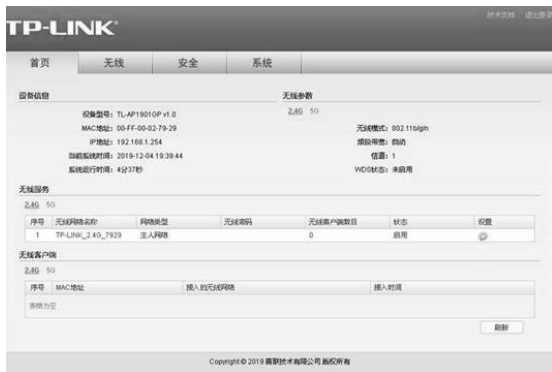 技术支持 退出登录
TP-LINK®
首页 无线 安全 系统
设备信息
设备型号：TL-AP1901GP v1.0
MAC地址：00-FF-00-02-79-29
IP地址：192.168.1.254
当前系统时间：2019-12-04 19:39:44
系统运行时间：4分37秒
无线参数
2.4G 5G
无线模式：802.11b/g/n
频段带宽：自动
信道：1
WDS状态：未启用
无线服务
2.4G 5G
序号 无线网络名称 网络类型 无线密码 无线客户端数目 状态 设置
1 TP-LINK_2.4G_7929 主人网络 0 启用
无线客户端
2.4G 5G
序号 MAC地址 接入的无线网络 接入时间
表格为空
刷新
Copyright © 2019 普联技术有限公司 版权所有